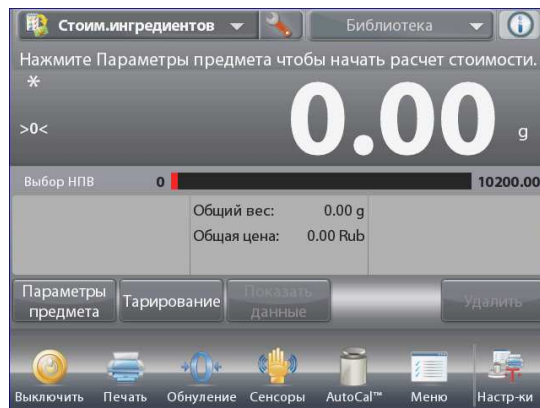 Стоим.ингредиентов Библиотека
Нажмите Параметры предмета чтобы начать расчет стоимости.
*
>0< 0.00 g
Выбор НПВ 0 10200.00
Общий вес: 0.00 g
Общая цена: 0.00 Rub
Параметры предмета Тарирование Показать данные Удалить
Выключить Печать Обнуление Сенсоры AutoCal™ Меню Настр-ки